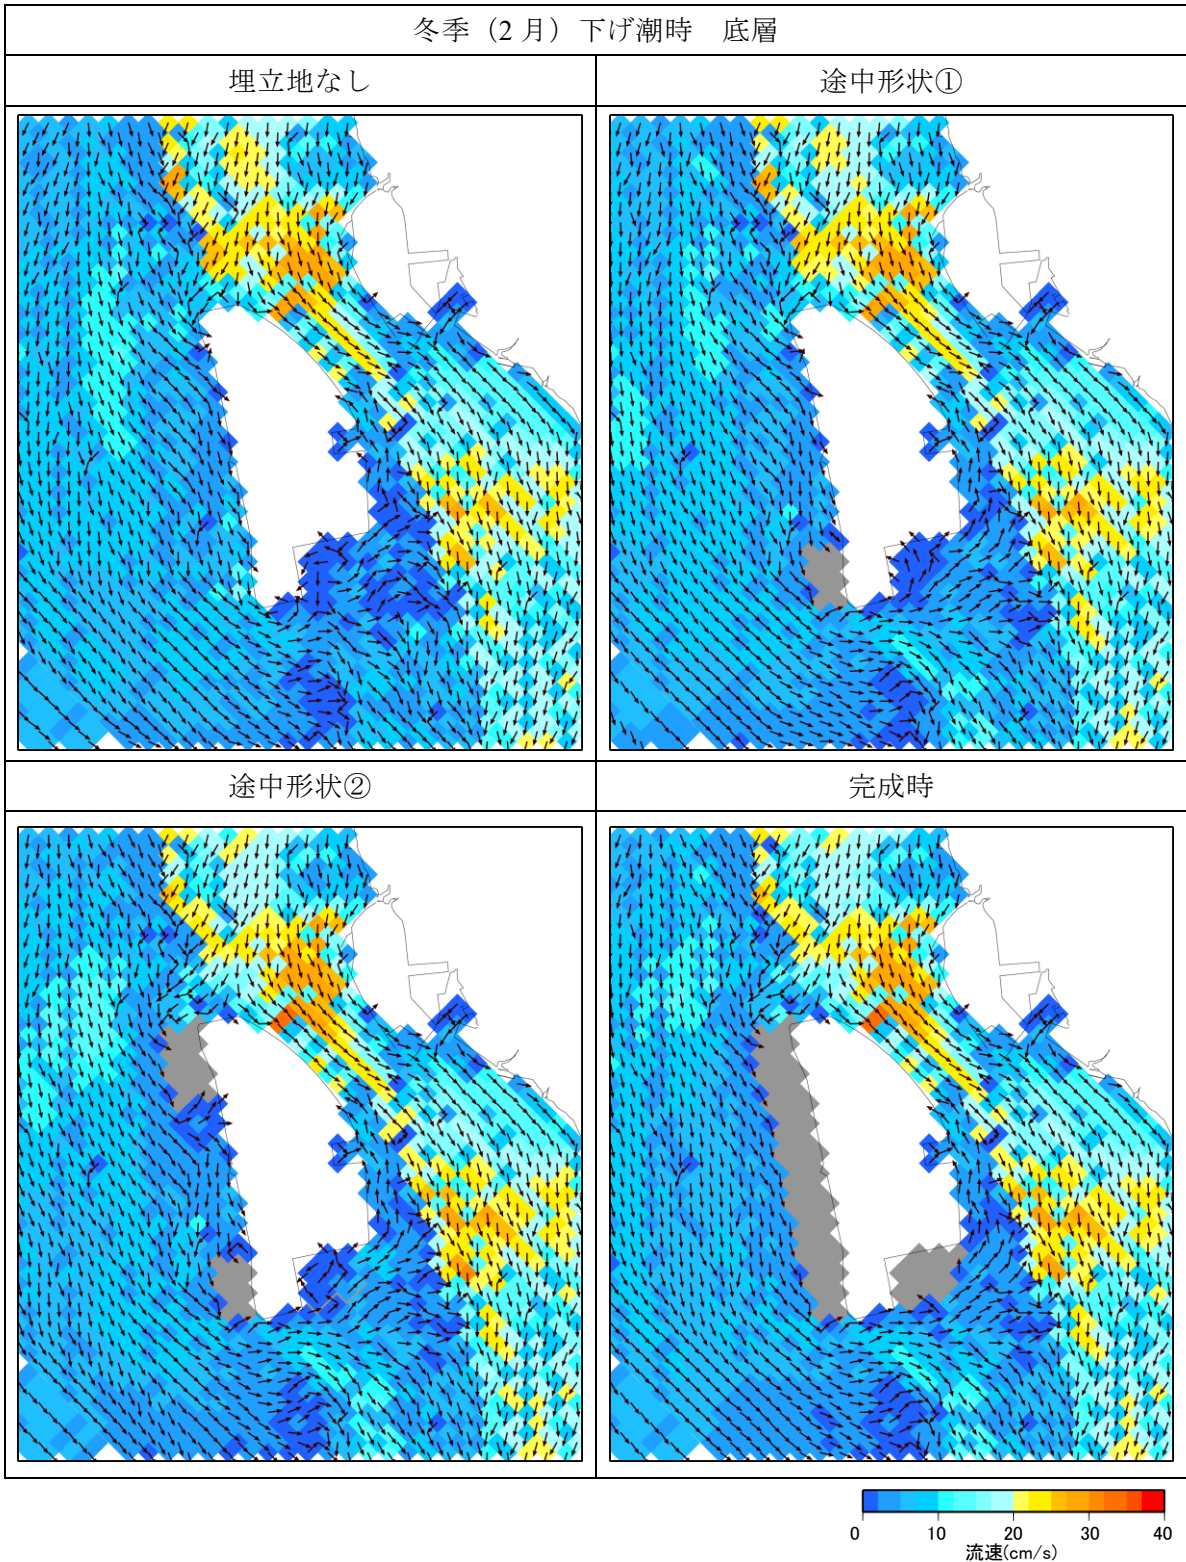 冬季（2 月）下げ潮時　底層
埋立地なし
途中形状①
途中形状②
完成時
0 10 20 30 40
流速(cm/s)